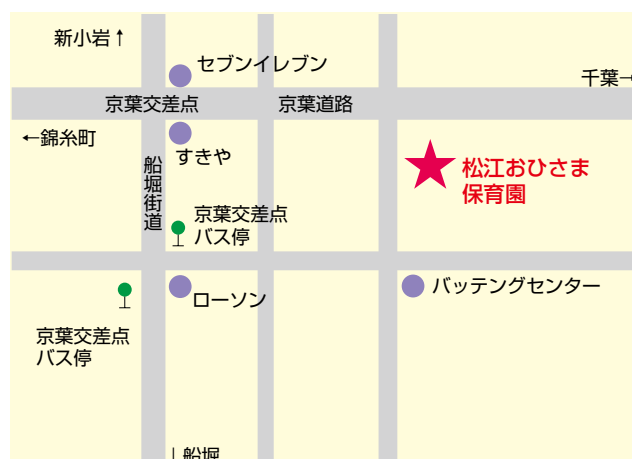 新小岩↑
セブンイレブン
千葉→
京葉交差点
京葉道路
←錦糸町
すきや
船堀街道
松江おひさま
保育園
京葉交差点
バス停
ローソン
バッテングセンター
京葉交差点
バス停
↓船堀